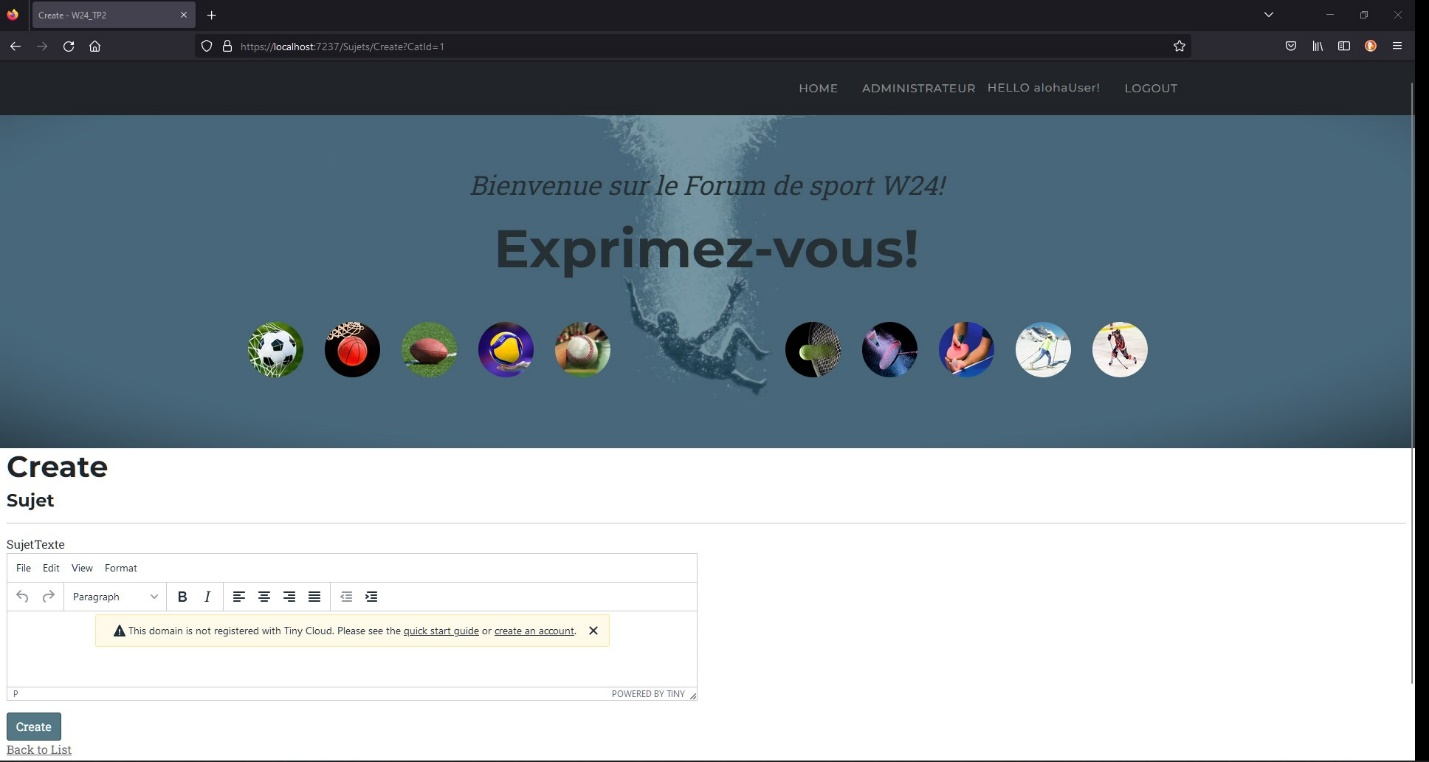 Create - W24_TP2
https://localhost:7237/Sujets/Create?CatId=1
HOME ADMINISTRATEUR HELLO alohaUser! LOGOUT
Bienvenue sur le Forum de sport W24!
Exprimez-vous!
Create
Sujet
SujetTexte
File Edit View Format
Paragraph B I
This domain is not registered with Tiny Cloud. Please see the quick start guide or create an account.
P POWERED BY TINY
Create
Back to List